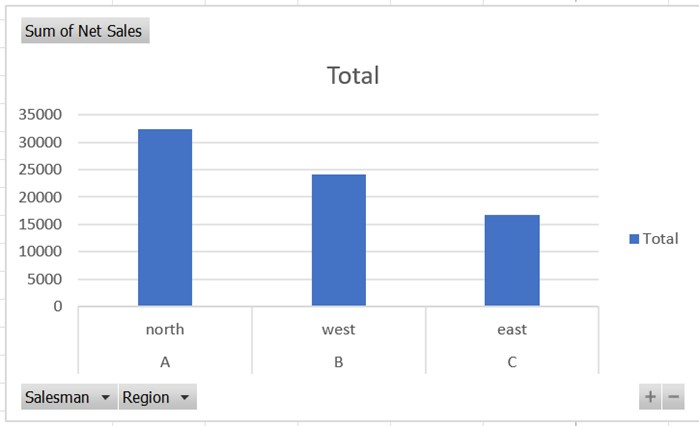 Sum of Net Sales
Total
35000
30000
25000
20000
15000
10000
5000
0
Total
north west east
A B C
Salesman Region